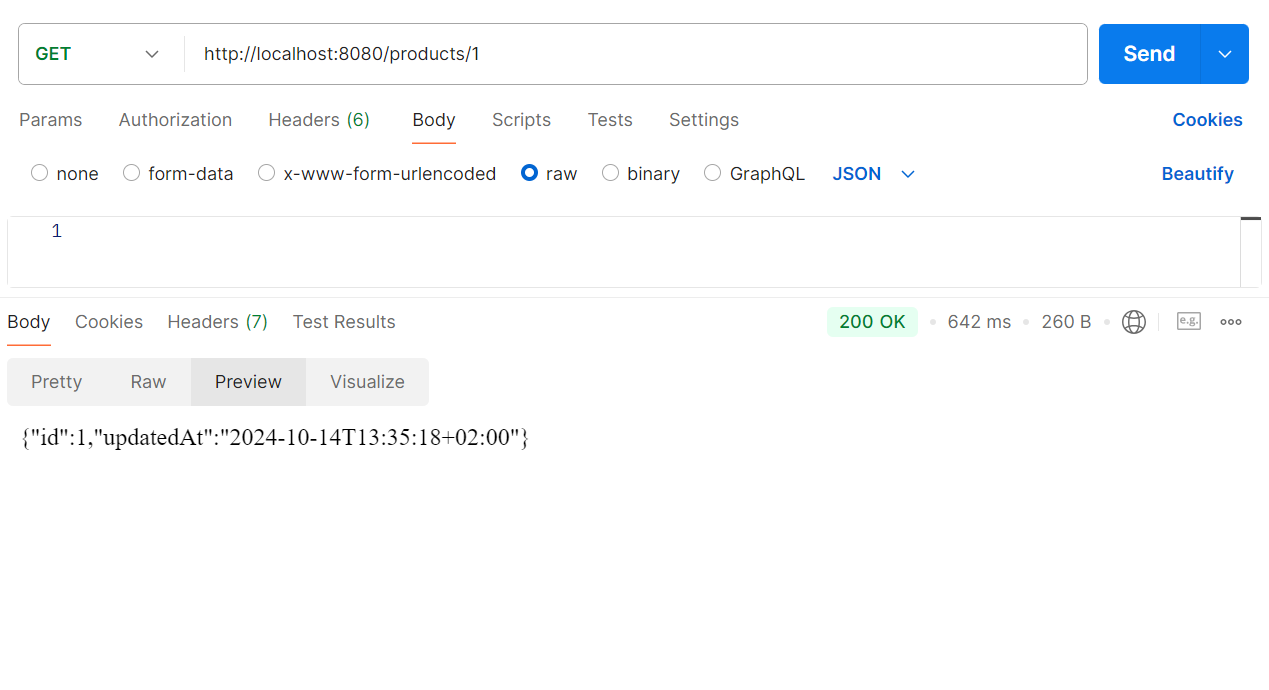 GET http://localhost:8080/products/1 Send
Params Authorization Headers (6) Body Scripts Tests Settings Cookies
none form-data x-www-form-urlencoded raw binary GraphQL JSON Beautify
1
Body Cookies Headers (7) Test Results 200 OK 642 ms 260 B e.g.
Pretty Raw Preview Visualize
{"id":1,"updatedAt":"2024-10-14T13:35:18+02:00"}